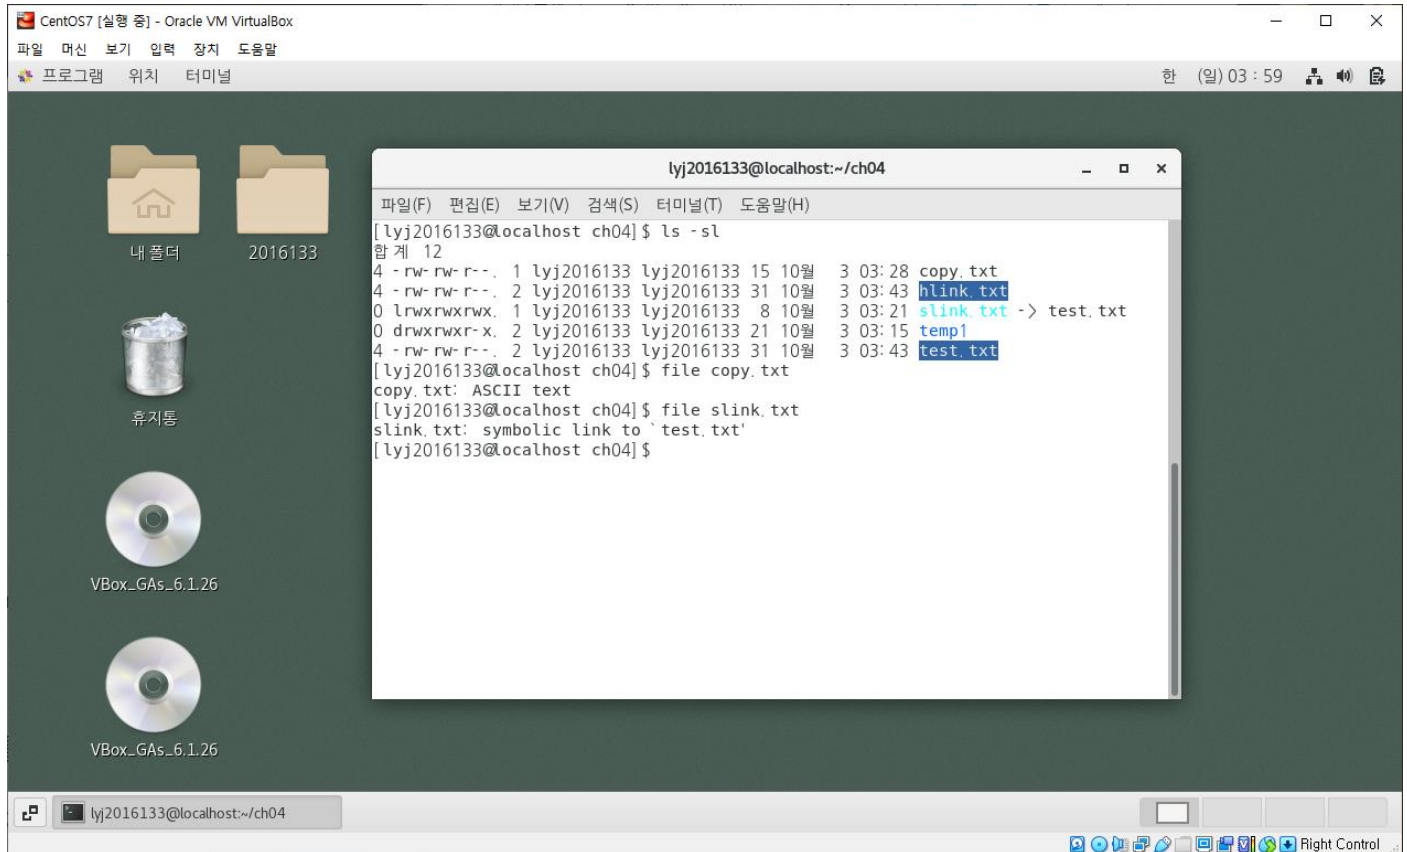 CentOS7 [실행 중] - Oracle VM VirtualBox
파일 머신 보기 입력 장치 도움말
프로그램 위치 터미널 한 (일) 03 : 59
내 폴더
2016133
휴지통
VBox_GAs_6.1.26
VBox_GAs_6.1.26
lyj2016133@localhost:~/ch04
파일(F) 편집(E) 보기(V) 검색(S) 터미널(T) 도움말(H)
[lyj2016133@localhost ch04]$ ls -sl
합계 12
4 -rw-rw-r--. 1 lyj2016133 lyj2016133 15 10월 3 03:28 copy.txt
4 -rw-rw-r--. 2 lyj2016133 lyj2016133 31 10월 3 03:43 hlink.txt
0 lrwxrwxrwx. 1 lyj2016133 lyj2016133 8 10월 3 03:21 slink.txt -> test.txt
0 drwxrwxr-x. 2 lyj2016133 lyj2016133 21 10월 3 03:15 temp1
4 -rw-rw-r--. 2 lyj2016133 lyj2016133 31 10월 3 03:43 test.txt
[lyj2016133@localhost ch04]$ file copy.txt
copy.txt: ASCII text
[lyj2016133@localhost ch04]$ file slink.txt
slink.txt: symbolic link to `test.txt'
[lyj2016133@localhost ch04]$
lyj2016133@localhost:~/ch04
Right Control